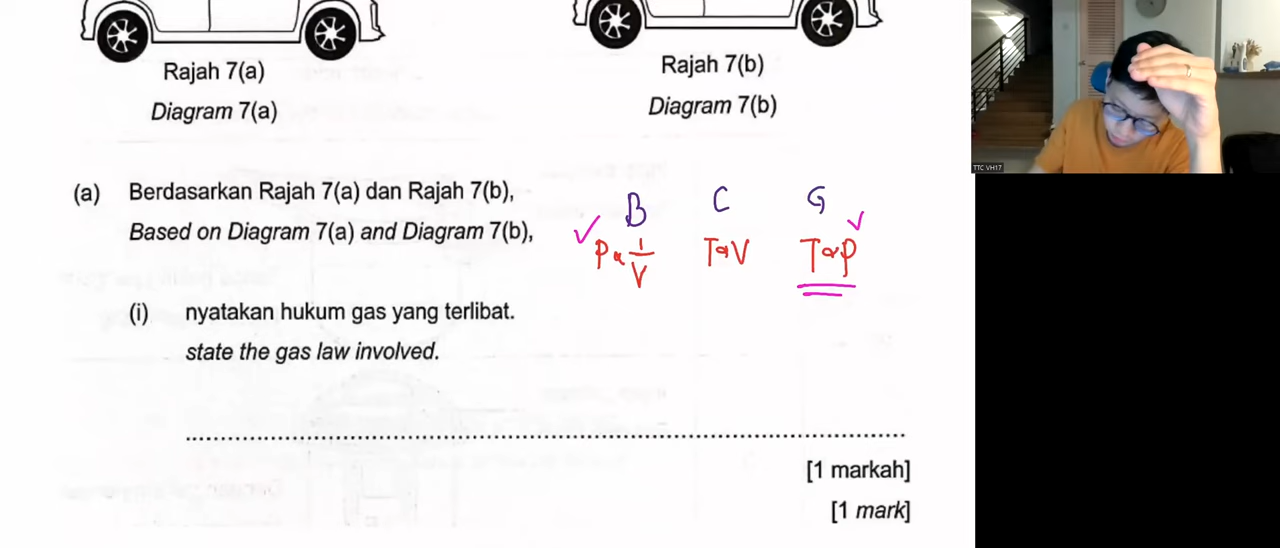 Rajah 7(a)
Diagram 7(a)
Rajah 7(b)
Diagram 7(b)
(a) Berdasarkan Rajah 7(a) dan Rajah 7(b),
Based on Diagram 7(a) and Diagram 7(b),
B C G
P ∝ 1/V T ∝ V T ∝ P
(i) nyatakan hukum gas yang terlibat.
state the gas law involved.
[1 markah]
[1 mark]
TTC VH17